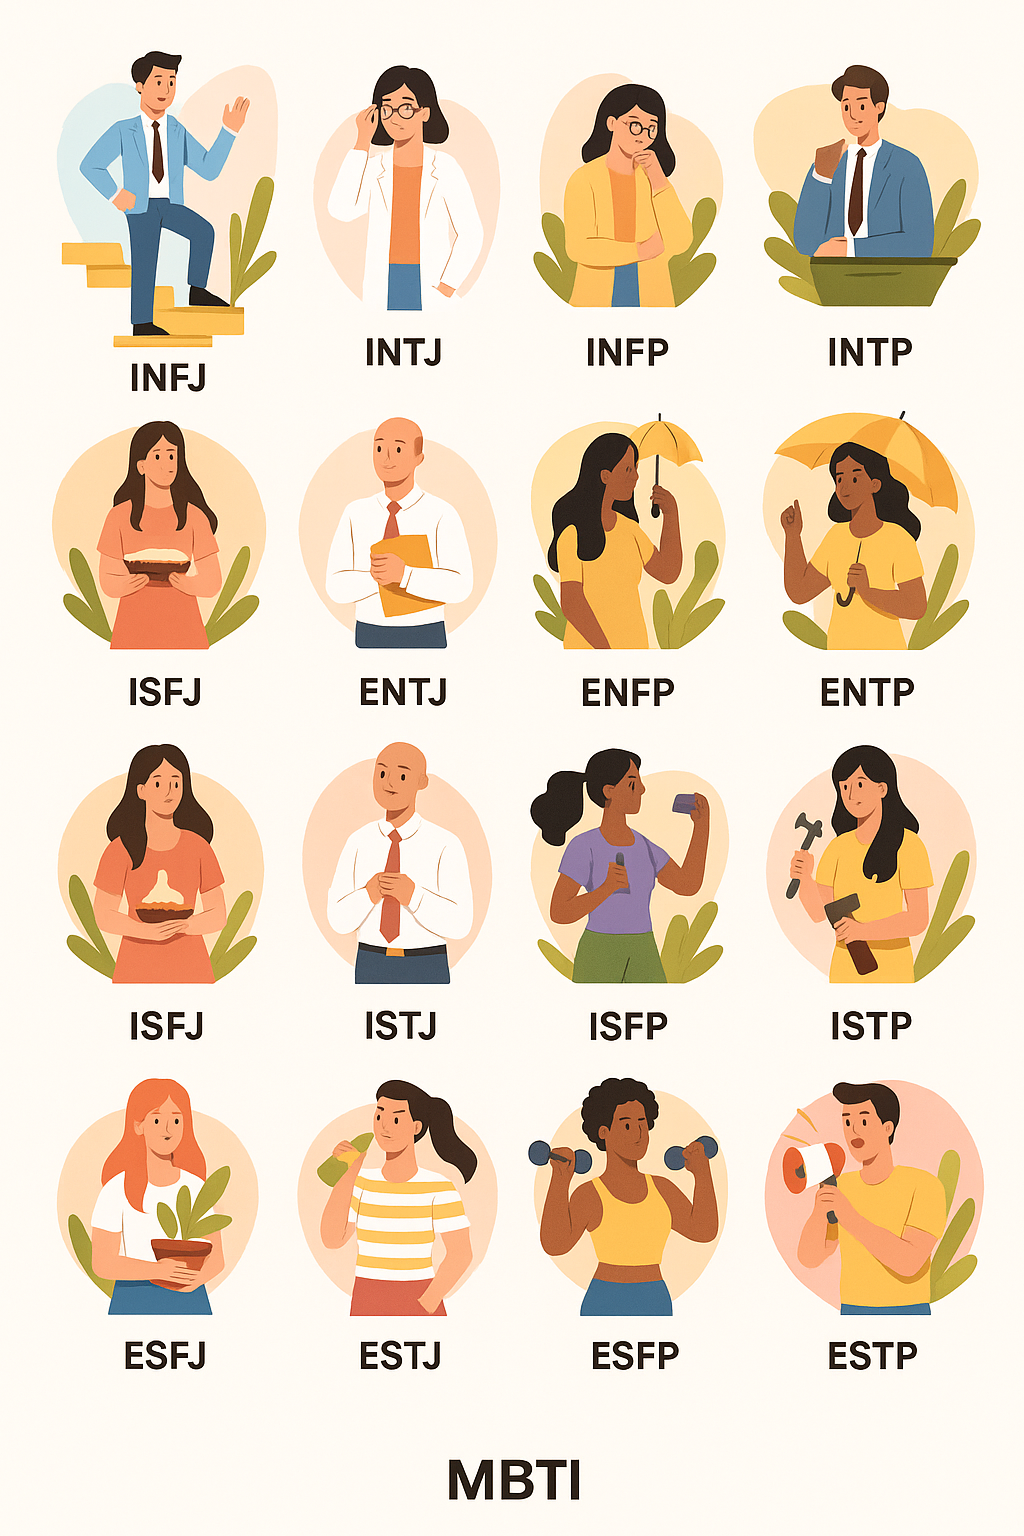 INFJ
INTJ
INFP
INTP
ISFJ
ENTJ
ENFP
ENTP
ISFJ
ISTJ
ISFP
ISTP
ESFJ
ESTJ
ESFP
ESTP
MBTI